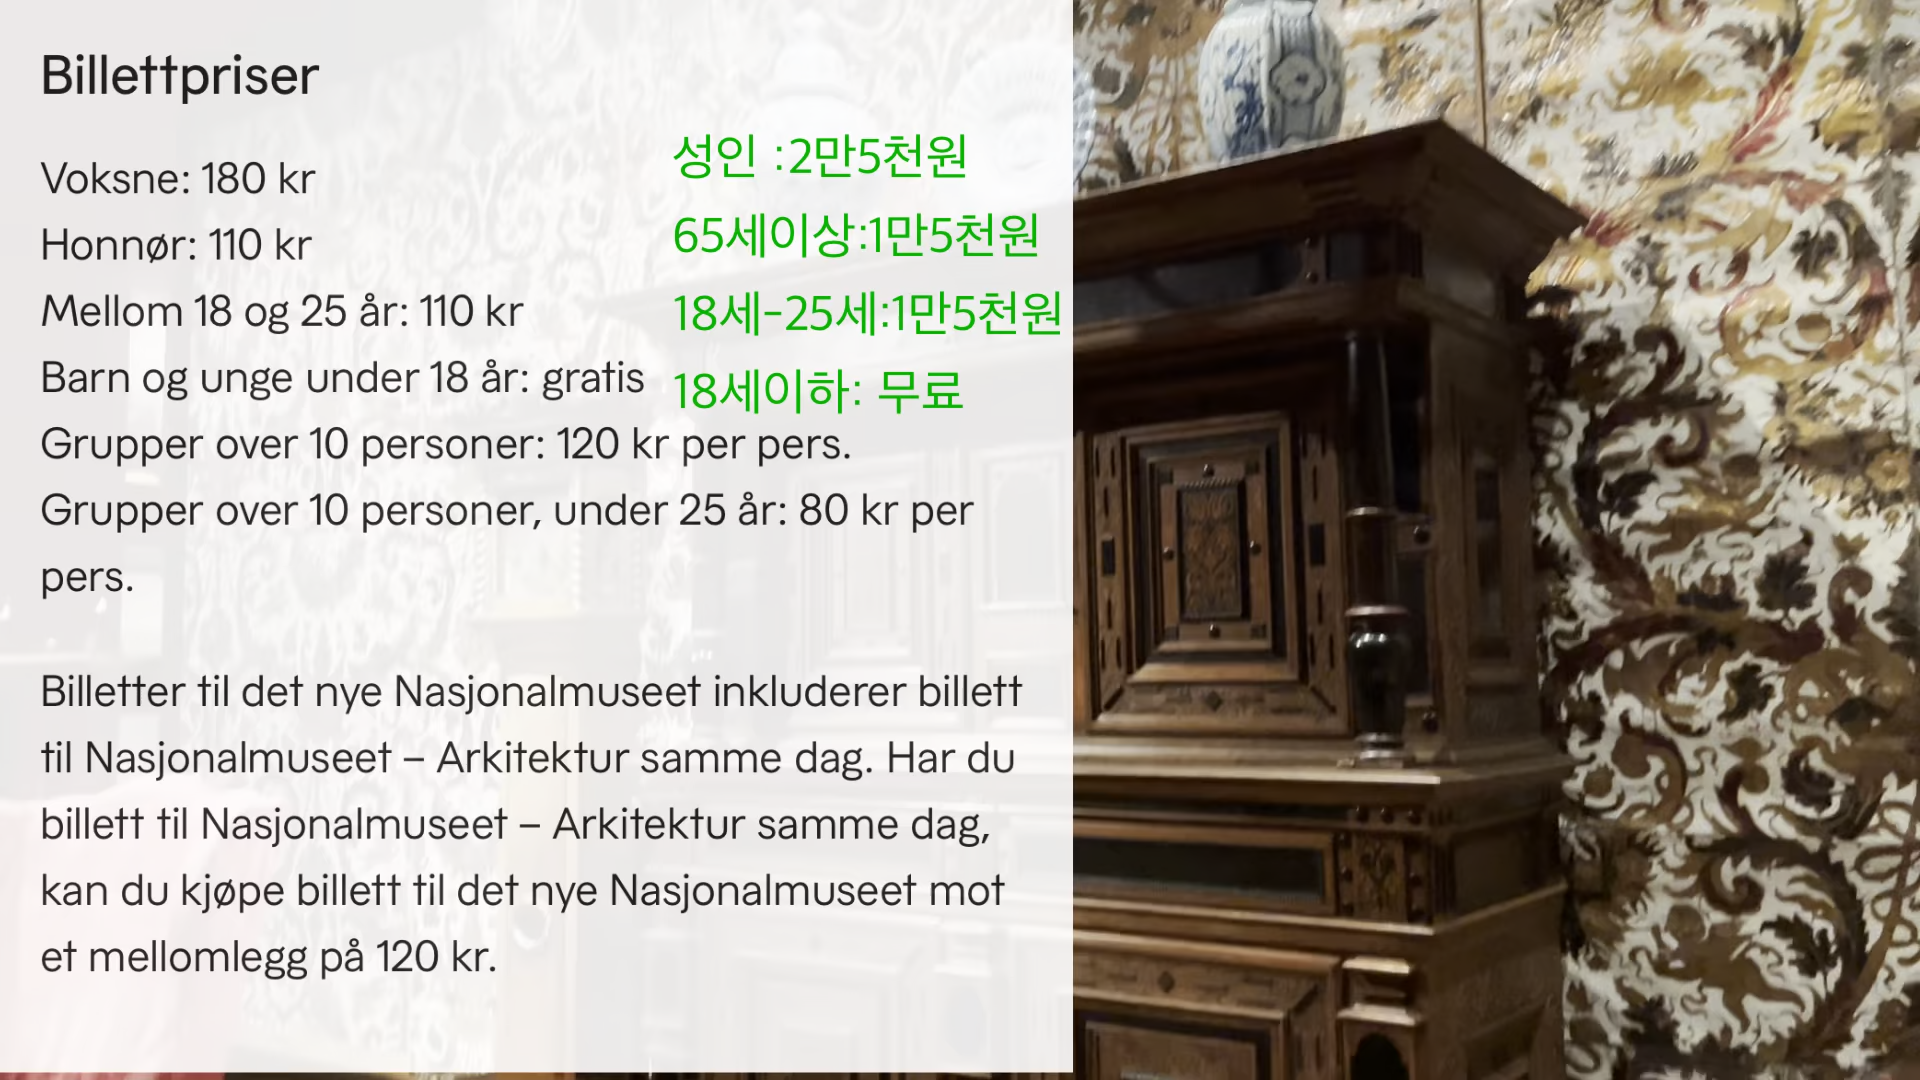 Billettpriser
Voksne: 180 kr
성인 :2만5천원
Honnør: 110 kr
65세이상:1만5천원
Mellom 18 og 25 år: 110 kr
18세-25세:1만5천원
Barn og unge under 18 år: gratis
18세이하: 무료
Grupper over 10 personer: 120 kr per pers.
Grupper over 10 personer, under 25 år: 80 kr per
pers.
Billetter til det nye Nasjonalmuseet inkluderer billett
til Nasjonalmuseet – Arkitektur samme dag. Har du
billett til Nasjonalmuseet – Arkitektur samme dag,
kan du kjøpe billett til det nye Nasjonalmuseet mot
et mellomlegg på 120 kr.